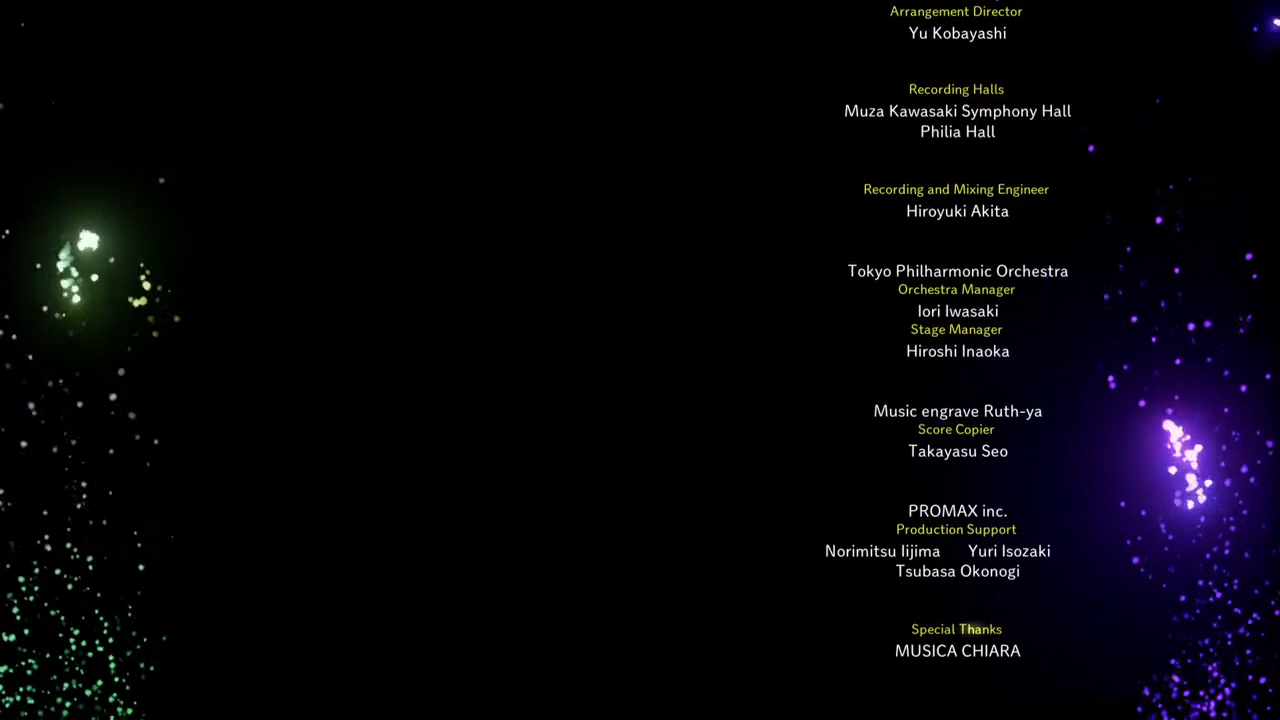 Arrangement Director
Yu Kobayashi
Recording Halls
Muza Kawasaki Symphony Hall
Philia Hall
Recording and Mixing Engineer
Hiroyuki Akita
Tokyo Philharmonic Orchestra
Orchestra Manager
Iori Iwasaki
Stage Manager
Hiroshi Inaoka
Music engrave Ruth-ya
Score Copier
Takayasu Seo
PROMAX inc.
Production Support
Norimitsu Iijima Yuri Isozaki
Tsubasa Okonogi
Special Thanks
MUSICA CHIARA